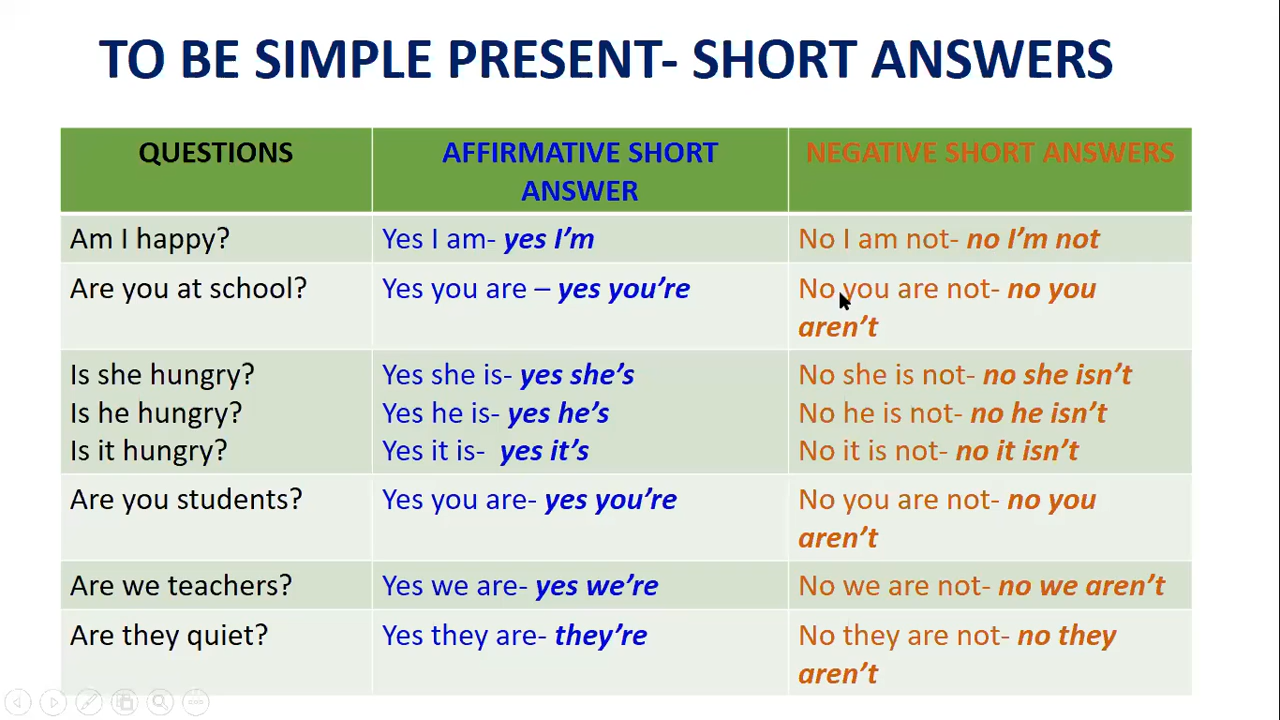 TO BE SIMPLE PRESENT- SHORT ANSWERS
QUESTIONS
AFFIRMATIVE SHORT
ANSWER
NEGATIVE SHORT ANSWERS
Am I happy?
Yes I am- yes I’m
No I am not- no I’m not
Are you at school?
Yes you are – yes you’re
No you are not- no you
aren’t
Is she hungry?
Is he hungry?
Is it hungry?
Yes she is- yes she’s
Yes he is- yes he’s
Yes it is- yes it’s
No she is not- no she isn’t
No he is not- no he isn’t
No it is not- no it isn’t
Are you students?
Yes you are- yes you’re
No you are not- no you
aren’t
Are we teachers?
Yes we are- yes we’re
No we are not- no we aren’t
Are they quiet?
Yes they are- they’re
No they are not- no they
aren’t